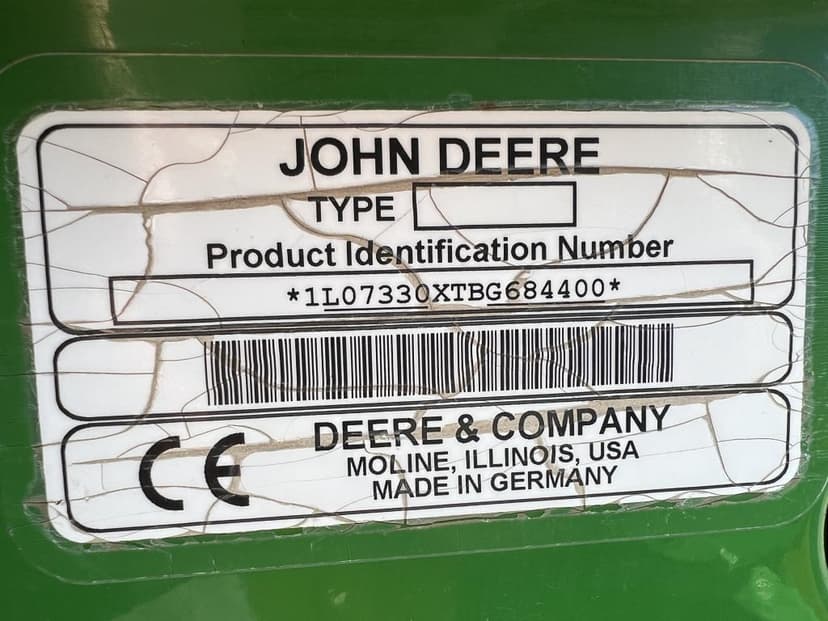 JOHN DEERE
TYPE
Product Identification Number
*1L07330XTBG684400*
CE
DEERE & COMPANY
MOLINE, ILLINOIS, USA
MADE IN GERMANY